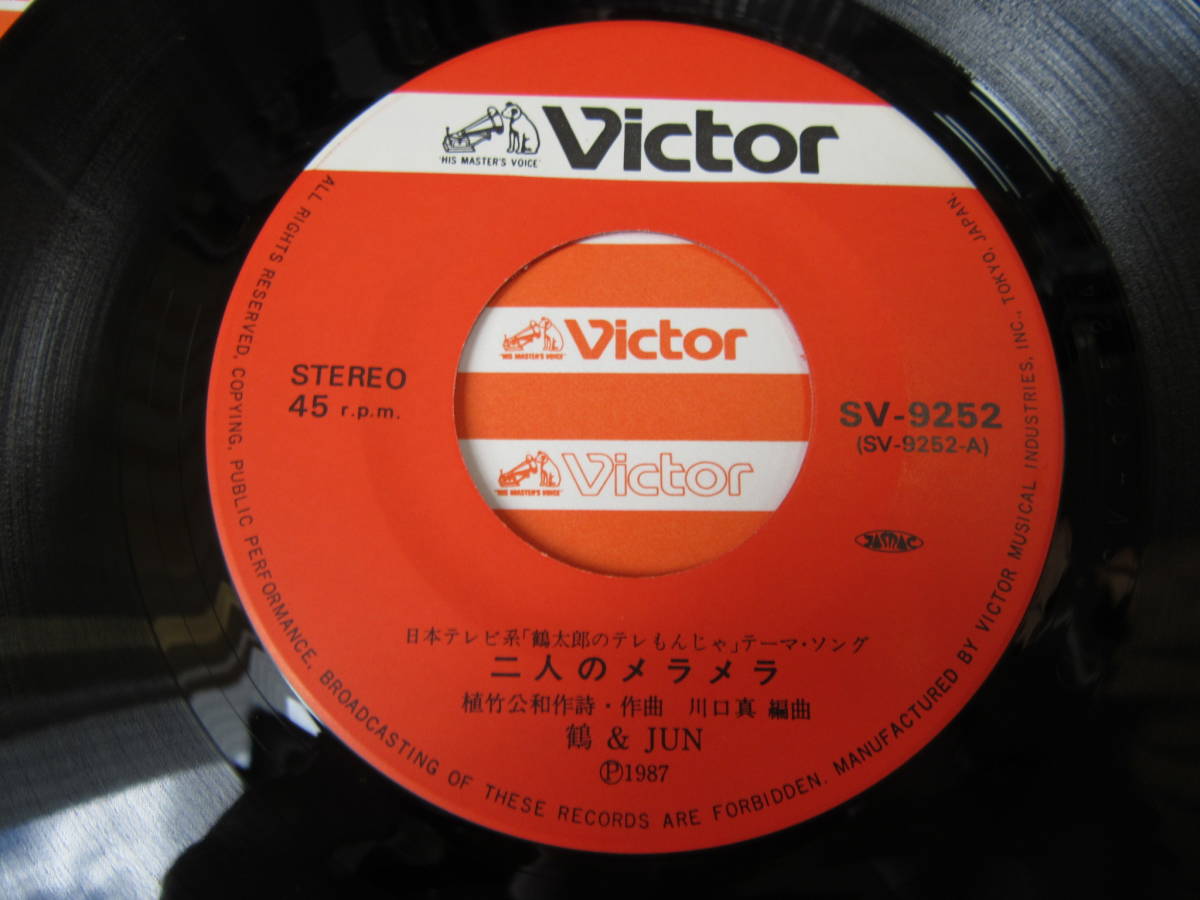 Victor
'HIS MASTER'S VOICE'
Victor
'HIS MASTER'S VOICE'
STEREO
45 r.p.m.
SV-9252
(SV-9252-A)
Victor
'HIS MASTER'S VOICE'
JASRAC
日本テレビ系「鶴太郎のテレもんじゃ」テーマ・ソング
二人のメラメラ
植竹公和作詩・作曲 川口真 編曲
鶴 & JUN
Ⓟ1987
ALL RIGHTS RESERVED, COPYING, PUBLIC PERFORMANCE, BROADCASTING OF THESE RECORDS ARE FORBIDDEN. MANUFACTURED BY VICTOR MUSICAL INDUSTRIES, INC., TOKYO, JAPAN.